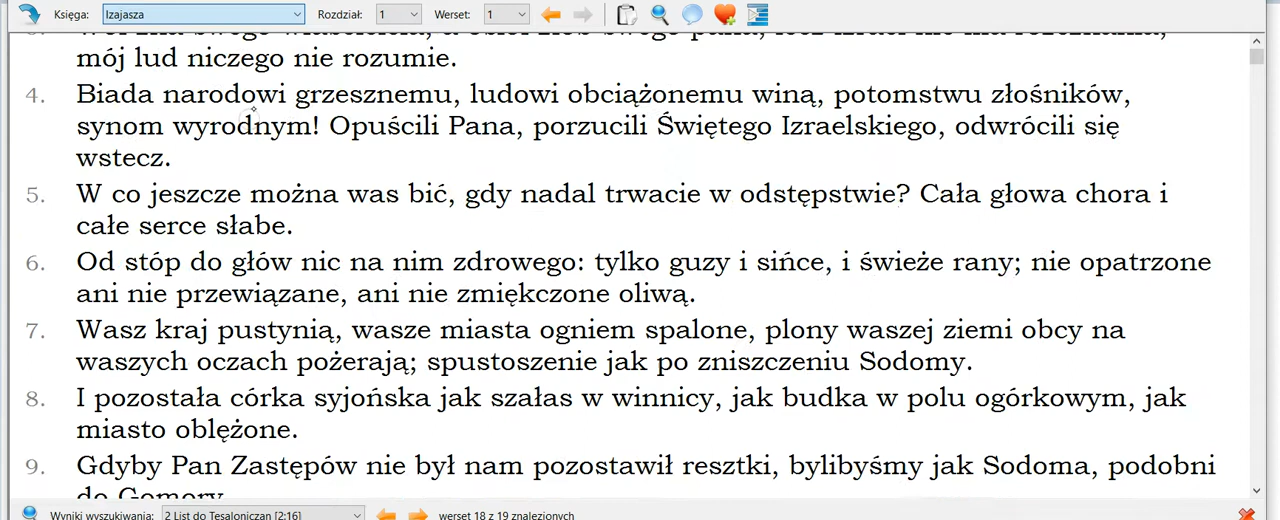 Księga: Izajasza Rozdział: 1 Werset: 1
mój lud niczego nie rozumie.
4. Biada narodowi grzesznemu, ludowi obciążonemu winą, potomstwu złośników,
synom wyrodnym! Opuścili Pana, porzucili Świętego Izraelskiego, odwrócili się
wstecz.
5. W co jeszcze można was bić, gdy nadal trwacie w odstępstwie? Cała głowa chora i
całe serce słabe.
6. Od stóp do głów nic na nim zdrowego: tylko guzy i sińce, i świeże rany; nie opatrzone
ani nie przewiązane, ani nie zmiękczone oliwą.
7. Wasz kraj pustynią, wasze miasta ogniem spalone, plony waszej ziemi obcy na
waszych oczach pożerają; spustoszenie jak po zniszczeniu Sodomy.
8. I pozostała córka syjońska jak szałas w winnicy, jak budka w polu ogórkowym, jak
miasto oblężone.
9. Gdyby Pan Zastępów nie był nam pozostawił resztki, bylibyśmy jak Sodoma, podobni
do Gomory
Wyniki wyszukiwania: 2 List do Tesaloniczan [2:16] werset 18 z 19 znalezionych